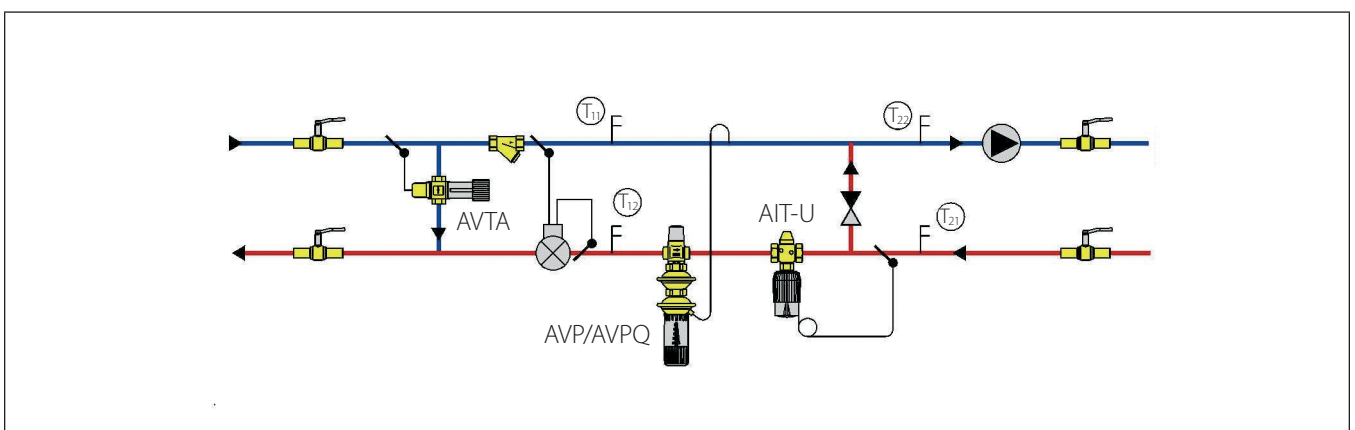 T₁₁
T₂₂
AVTA
T₁₂
AIT-U
T₂₁
AVP/AVPQ